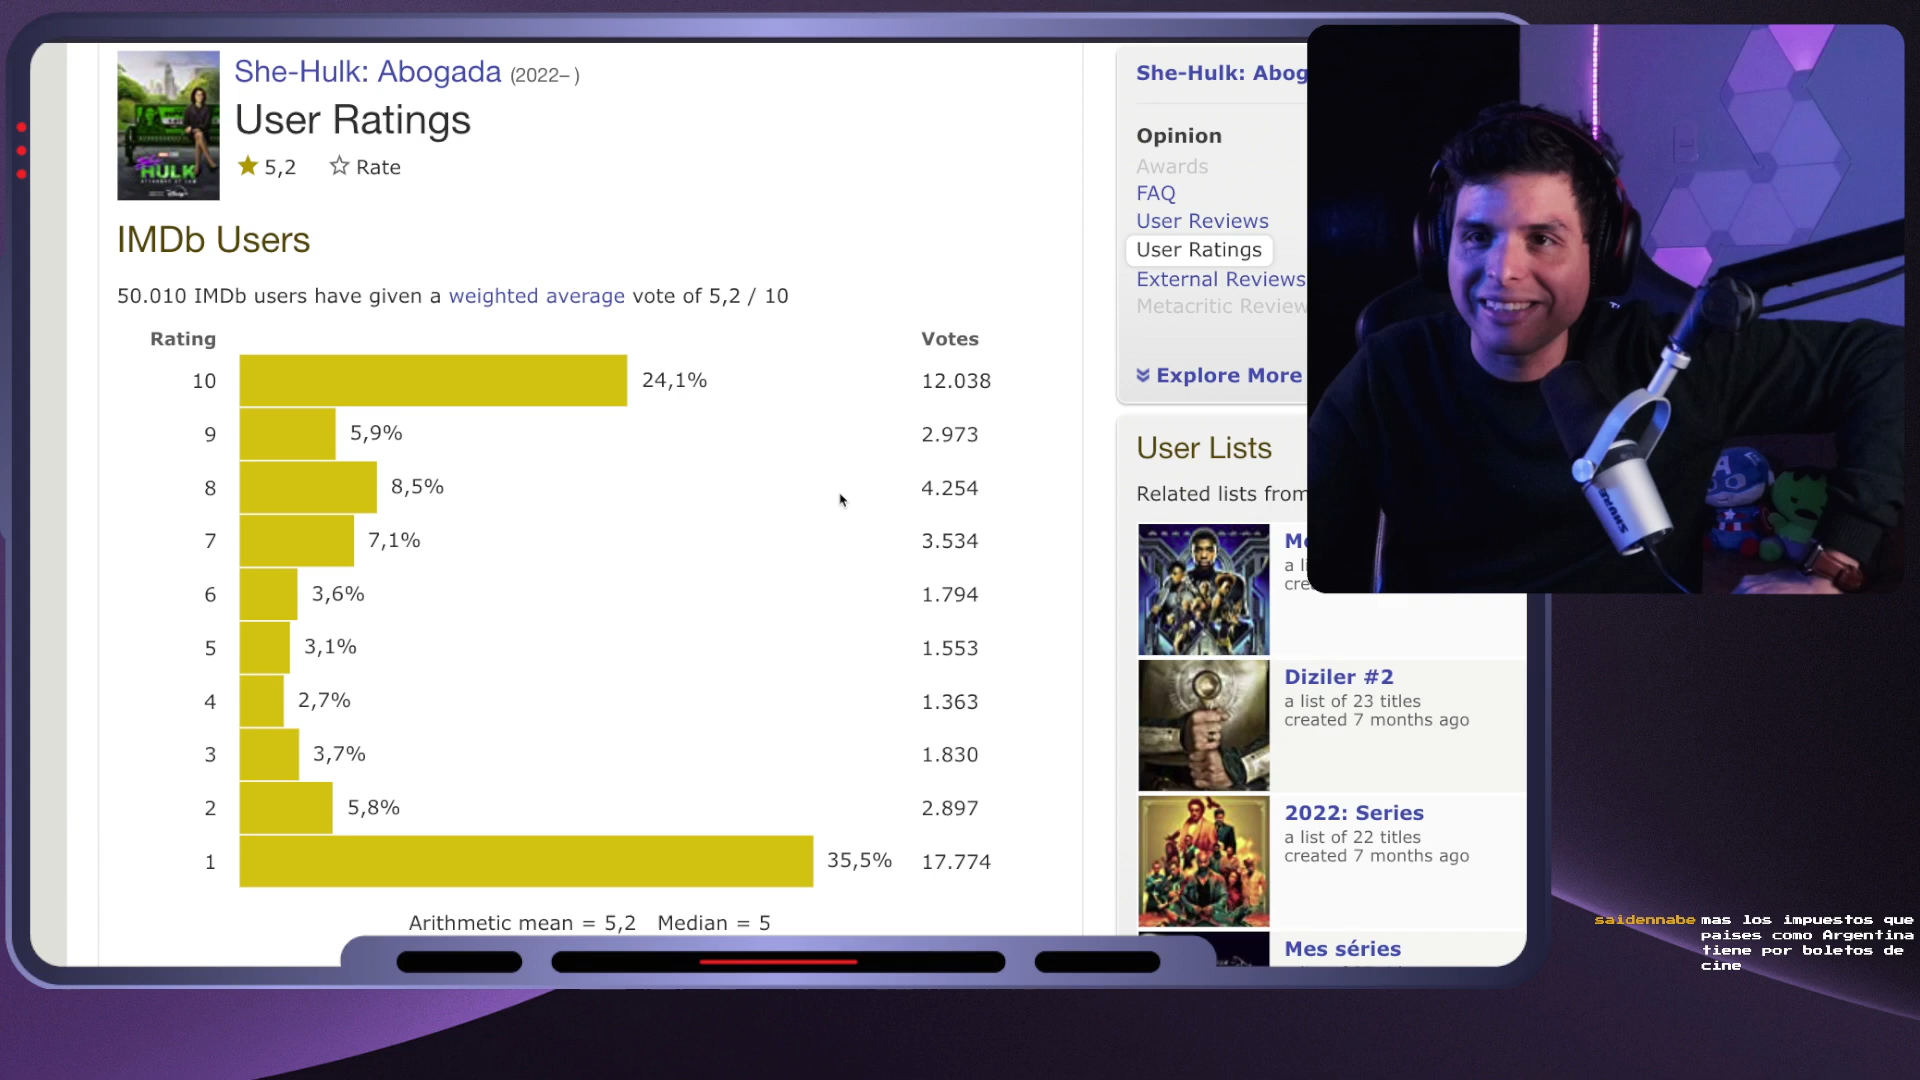 She-Hulk: Abogada (2022– )
User Ratings
5,2 Rate
HULK
IMDb Users
50.010 IMDb users have given a weighted average vote of 5,2 / 10
Rating Votes
10 24,1% 12.038
9 5,9% 2.973
8 8,5% 4.254
7 7,1% 3.534
6 3,6% 1.794
5 3,1% 1.553
4 2,7% 1.363
3 3,7% 1.830
2 5,8% 2.897
1 35,5% 17.774
Arithmetic mean = 5,2 Median = 5
She-Hulk: Abog
Opinion
Awards
FAQ
User Reviews
User Ratings
External Reviews
Metacritic Review
Explore More
User Lists
Related lists from
a li
cre
Diziler #2
a list of 23 titles
created 7 months ago
2022: Series
a list of 22 titles
created 7 months ago
Mes séries
SHURE
saidennabe mas los impuestos que
paises como Argentina
tiene por boletos de
cine